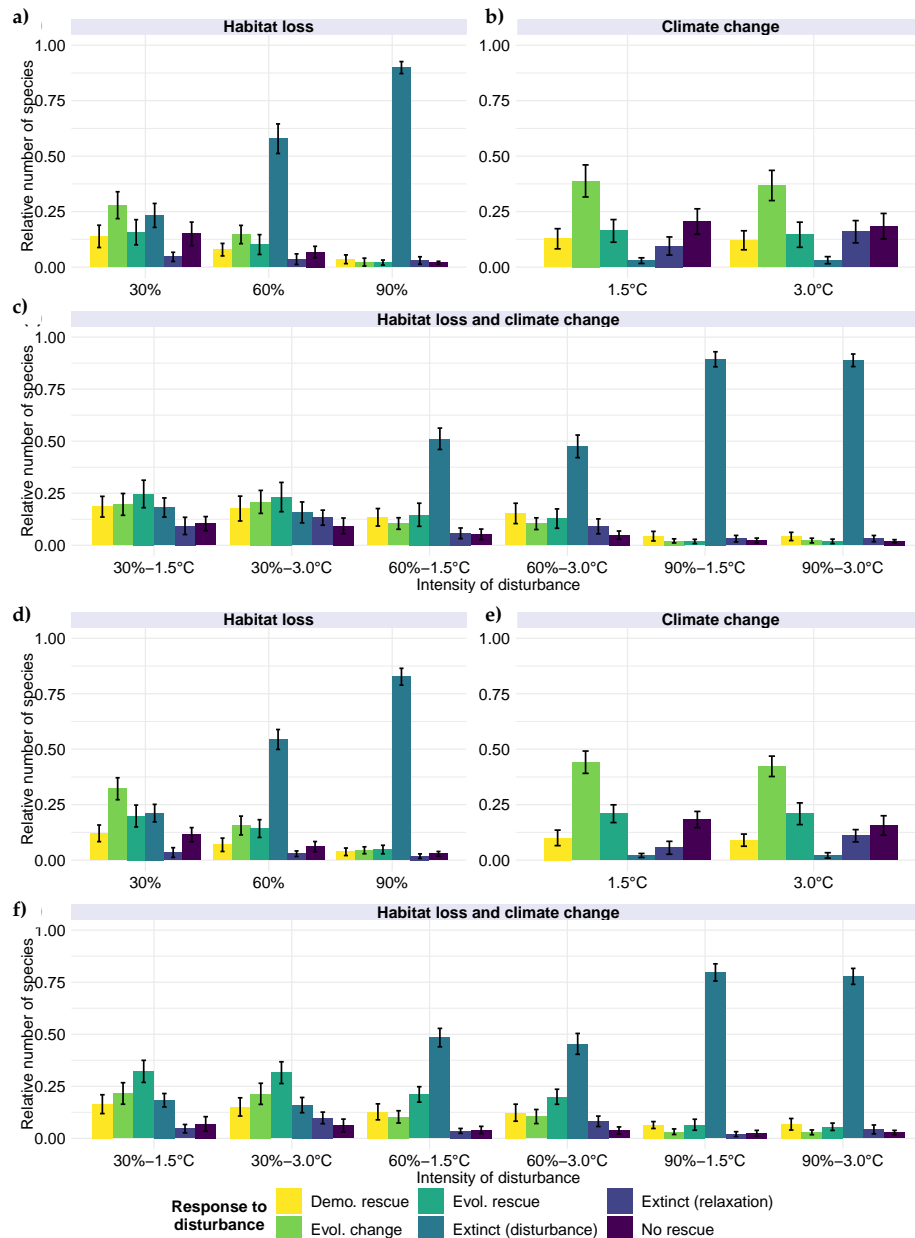 a)
Habitat loss
b)
Climate change
1.00
0.75
0.50
0.25
0.00
Relative number of species
30%
60%
90%
1.00
0.75
0.50
0.25
0.00
1.5°C
3.0°C
c)
Habitat loss and climate change
1.00
0.75
0.50
0.25
0.00
Relative number of species
30%−1.5°C
30%−3.0°C
60%−1.5°C
60%−3.0°C
90%−1.5°C
90%−3.0°C
Intensity of disturbance
d)
Habitat loss
e)
Climate change
1.00
0.75
0.50
0.25
0.00
Relative number of species
30%
60%
90%
1.00
0.75
0.50
0.25
0.00
1.5°C
3.0°C
f)
Habitat loss and climate change
1.00
0.75
0.50
0.25
0.00
Relative number of species
30%−1.5°C
30%−3.0°C
60%−1.5°C
60%−3.0°C
90%−1.5°C
90%−3.0°C
Intensity of disturbance
Response to
disturbance
Demo. rescue
Evol. rescue
Extinct (relaxation)
Evol. change
Extinct (disturbance)
No rescue